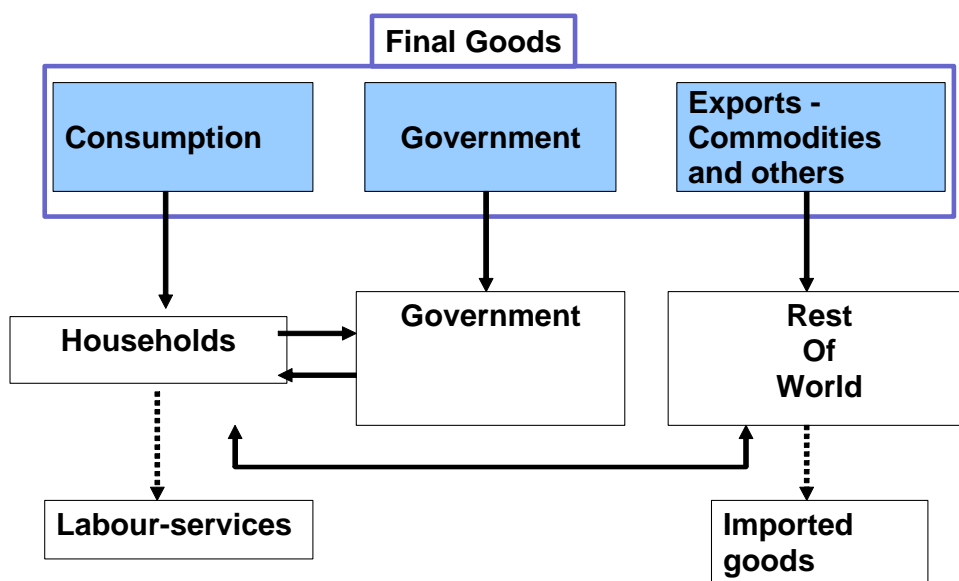 Final Goods
Consumption
Government
Exports -
Commodities
and others
Households
Government
Rest
Of
World
Labour-services
Imported
goods